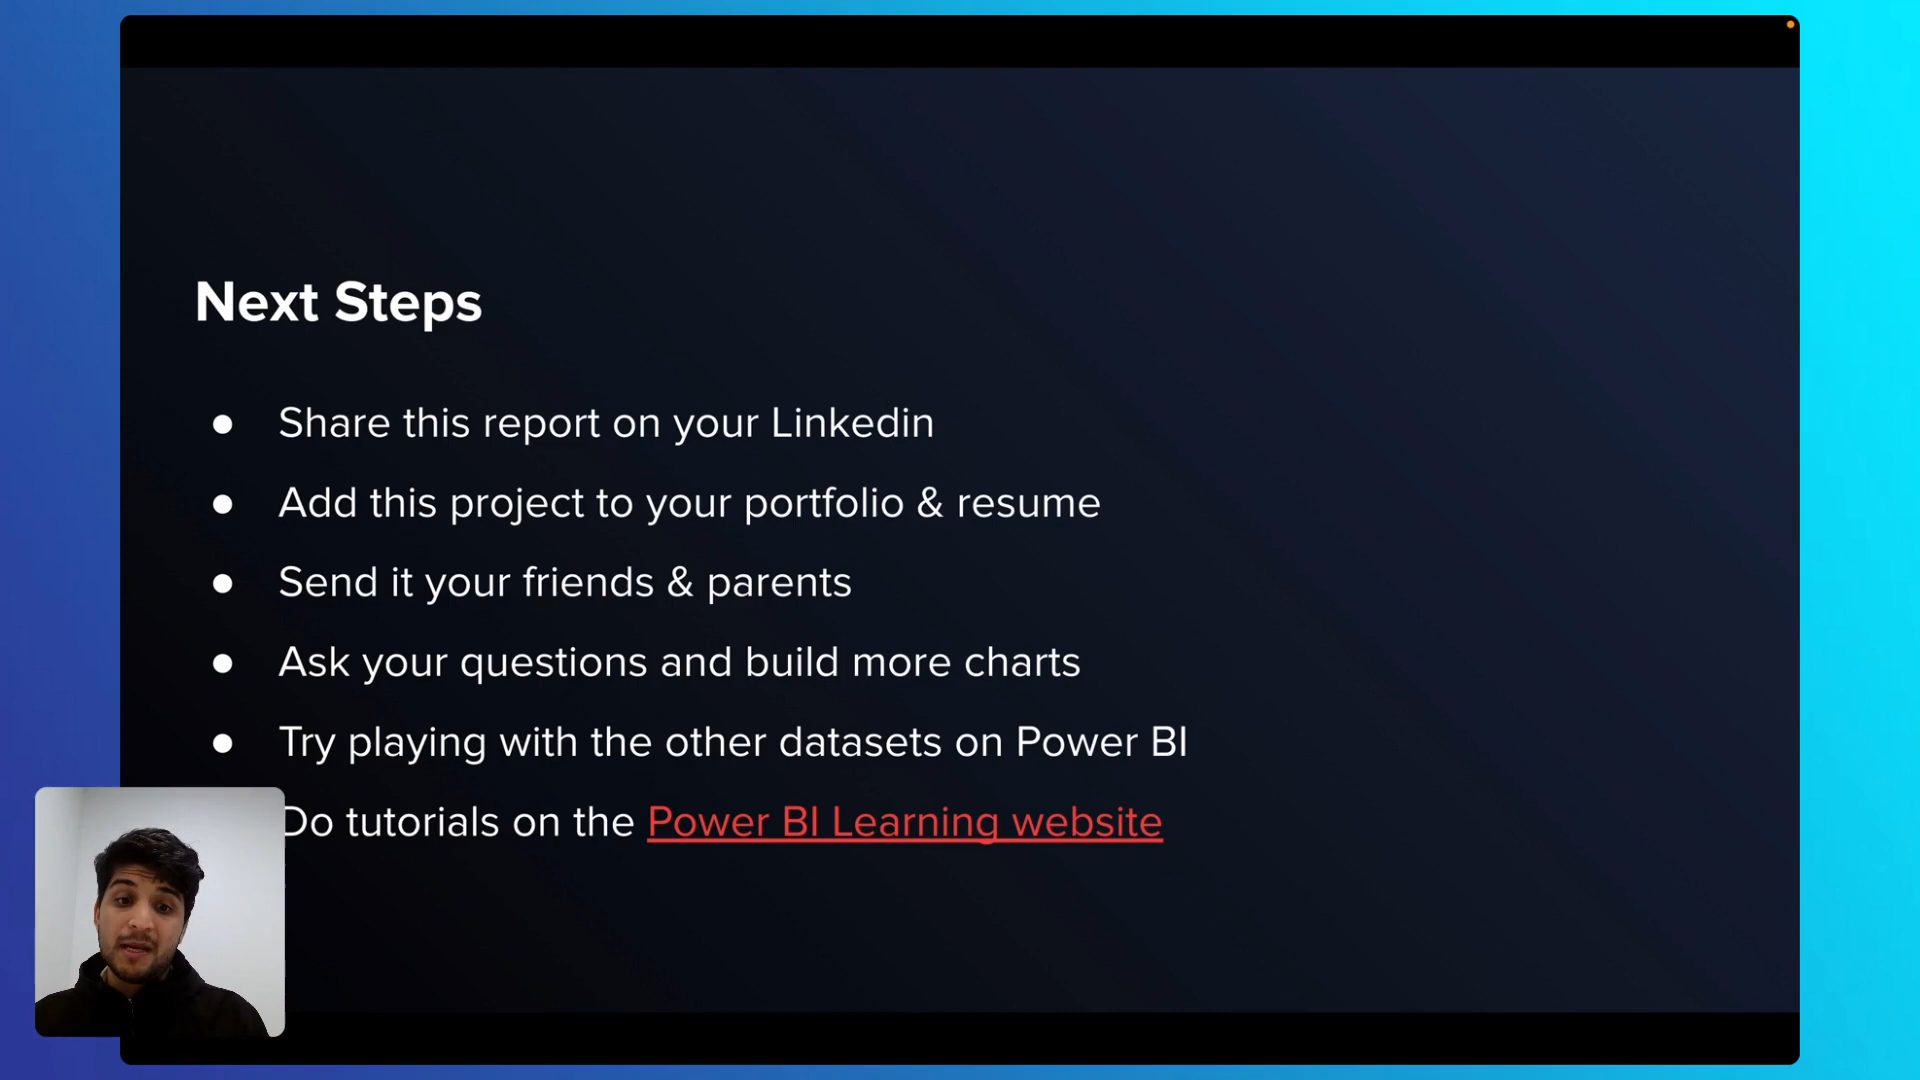 Next Steps
● Share this report on your Linkedin
● Add this project to your portfolio & resume
● Send it your friends & parents
● Ask your questions and build more charts
● Try playing with the other datasets on Power BI
Do tutorials on the Power BI Learning website